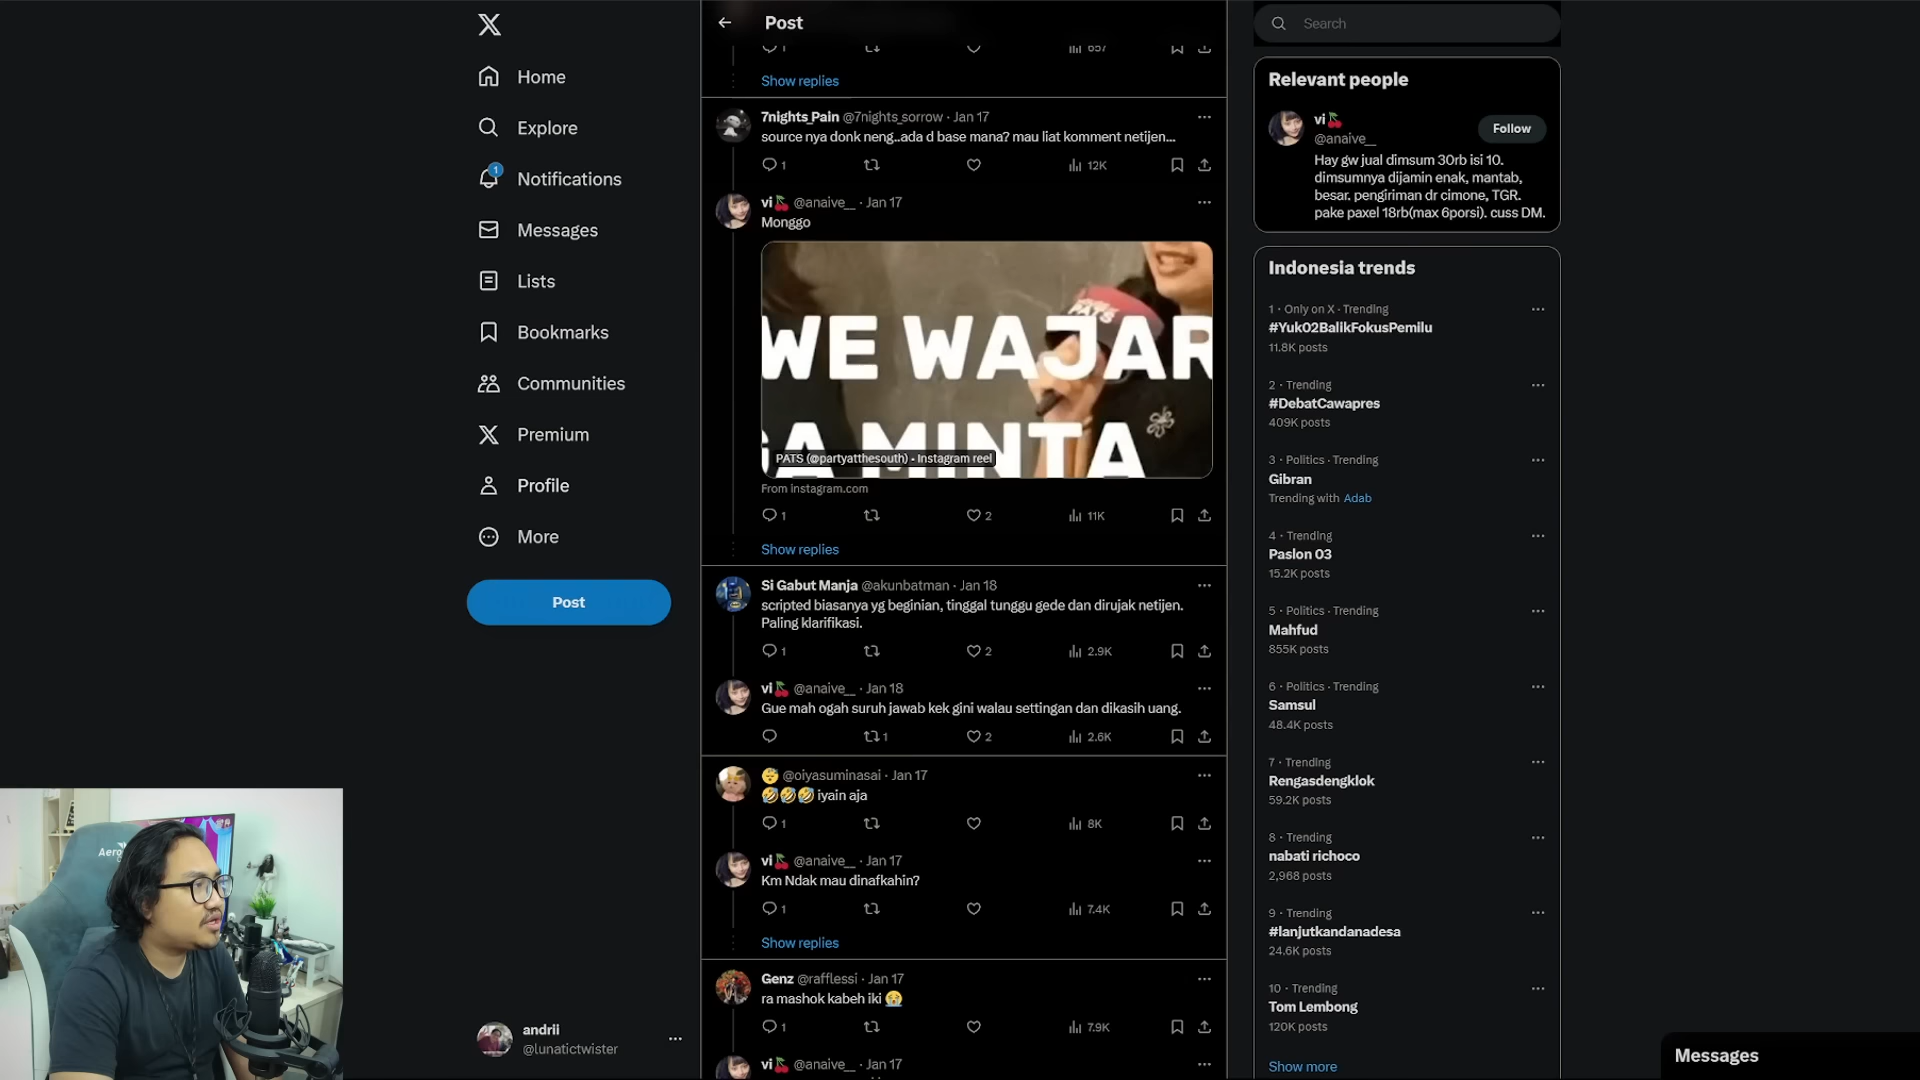 Home
Explore
1
Notifications
Messages
Lists
Bookmarks
Communities
Premium
Profile
More
Post
andrii
@lunatictwister
Post
1
657
Show replies
7nights_Pain @7nights_sorrow · Jan 17
source nya donk neng..ada d base mana? mau liat komment netijen...
1
12K
vi🍒 @anaive__ · Jan 17
Monggo
PATS
WE WAJAR
GA MINTA
PATS (@partyatthesouth) • Instagram reel
From instagram.com
1
2
11K
Show replies
Si Gabut Manja @akunbatman · Jan 18
scripted biasanya yg beginian, tinggal tunggu gede dan dirujak netijen.
Paling klarifikasi.
1
2
2.9K
vi🍒 @anaive__ · Jan 18
Gue mah ogah suruh jawab kek gini walau settingan dan dikasih uang.
1
2
2.6K
😴 @oiyasuminasai · Jan 17
🤣🤣🤣 iyain aja
1
8K
vi🍒 @anaive__ · Jan 17
Km Ndak mau dinafkahin?
1
7.4K
Show replies
Genz @rafflessi · Jan 17
ra mashok kabeh iki 😭
1
7.9K
vi🍒 @anaive__ · Jan 17
Search
Relevant people
vi🍒
@anaive__
Follow
Hay gw jual dimsum 30rb isi 10.
dimsumnya dijamin enak, mantab,
besar. pengiriman dr cimone, TGR.
pake paxel 18rb(max 6porsi). cuss DM.
Indonesia trends
1 · Only on X · Trending
#Yuk02BalikFokusPemilu
11.8K posts
2 · Trending
#DebatCawapres
409K posts
3 · Politics · Trending
Gibran
Trending with Adab
4 · Trending
Paslon 03
15.2K posts
5 · Politics · Trending
Mahfud
855K posts
6 · Politics · Trending
Samsul
48.4K posts
7 · Trending
Rengasdengklok
59.2K posts
8 · Trending
nabati richoco
2,968 posts
9 · Trending
#lanjutkandanadesa
24.6K posts
10 · Trending
Tom Lembong
120K posts
Show more
Messages